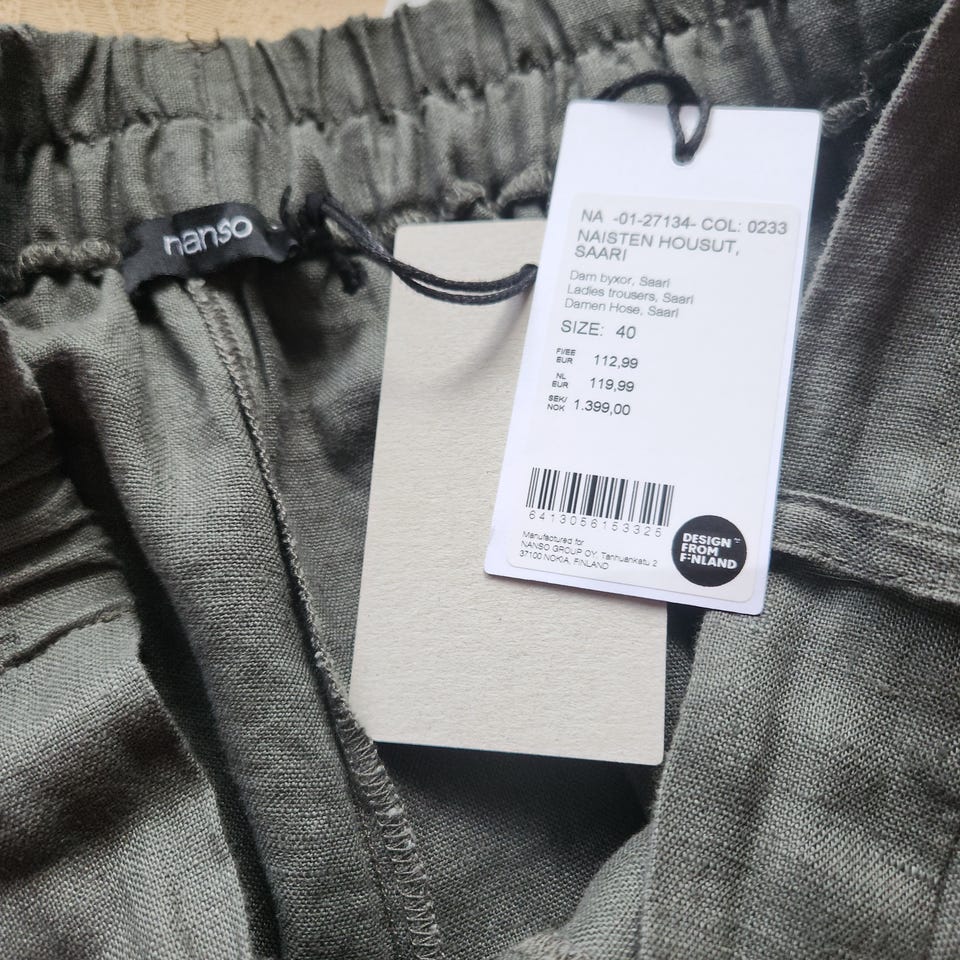 nanso
NA -01-27134- COL: 0233
NAISTEN HOUSUT,
SAARI
Dam byxor, Saari
Ladies trousers, Saari
Damen Hose, Saari
SIZE: 40
FI/EE
EUR 112,99
NL
EUR 119,99
SEK/
NOK 1.399,00
6413056153325
Manufactured for
NANSO GROUP OY, Tanhuankatu 2
37100 NOKIA, FINLAND
DESIGN
FROM
FINLAND